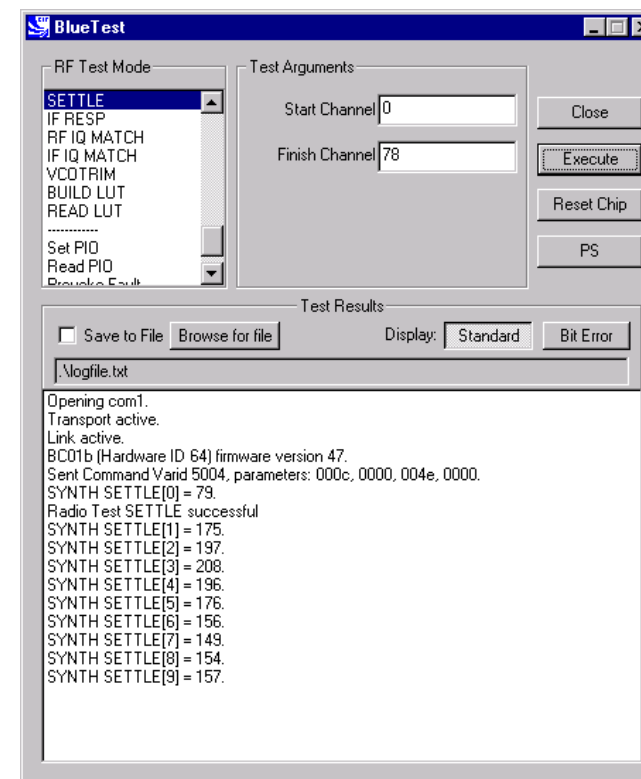 BlueTest
RF Test Mode
SETTLE
IF RESP
RF IQ MATCH
IF IQ MATCH
VCOTRIM
BUILD LUT
READ LUT
------------
Set PIO
Read PIO
Provoke Fault
Test Arguments
Start Channel 0
Finish Channel 78
Close
Execute
Reset Chip
PS
Test Results
Save to File Browse for file Display: Standard Bit Error
.\logfile.txt
Opening com1.
Transport active.
Link active.
BC01b (Hardware ID 64) firmware version 47.
Sent Command Varid 5004, parameters: 000c, 0000, 004e, 0000.
SYNTH SETTLE[0] = 79.
Radio Test SETTLE successful
SYNTH SETTLE[1] = 175.
SYNTH SETTLE[2] = 197.
SYNTH SETTLE[3] = 208.
SYNTH SETTLE[4] = 196.
SYNTH SETTLE[5] = 176.
SYNTH SETTLE[6] = 156.
SYNTH SETTLE[7] = 149.
SYNTH SETTLE[8] = 154.
SYNTH SETTLE[9] = 157.